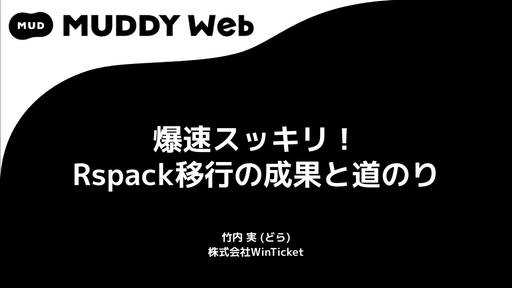 MUD MUDDY Web
爆速スッキリ！
Rspack移行の成果と道のり
竹内 実 (どら)
株式会社WinTicket